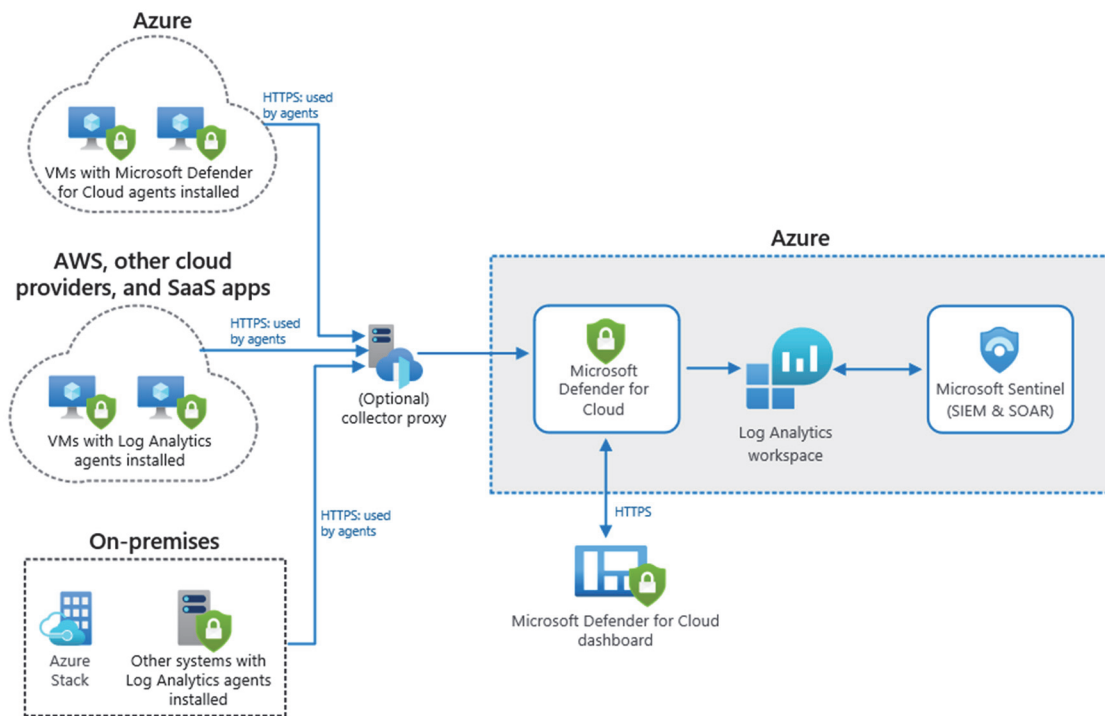 Azure
HTTPS: used
by agents
VMs with Microsoft Defender
for Cloud agents installed
AWS, other cloud
providers, and SaaS apps
HTTPS: used
by agents
VMs with Log Analytics
agents installed
On-premises
Azure
Stack
Other systems with
Log Analytics agents
installed
HTTPS: used
by agents
(Optional)
collector proxy
Azure
Microsoft
Defender for
Cloud
Log Analytics
workspace
Microsoft Sentinel
(SIEM & SOAR)
HTTPS
Microsoft Defender for Cloud
dashboard